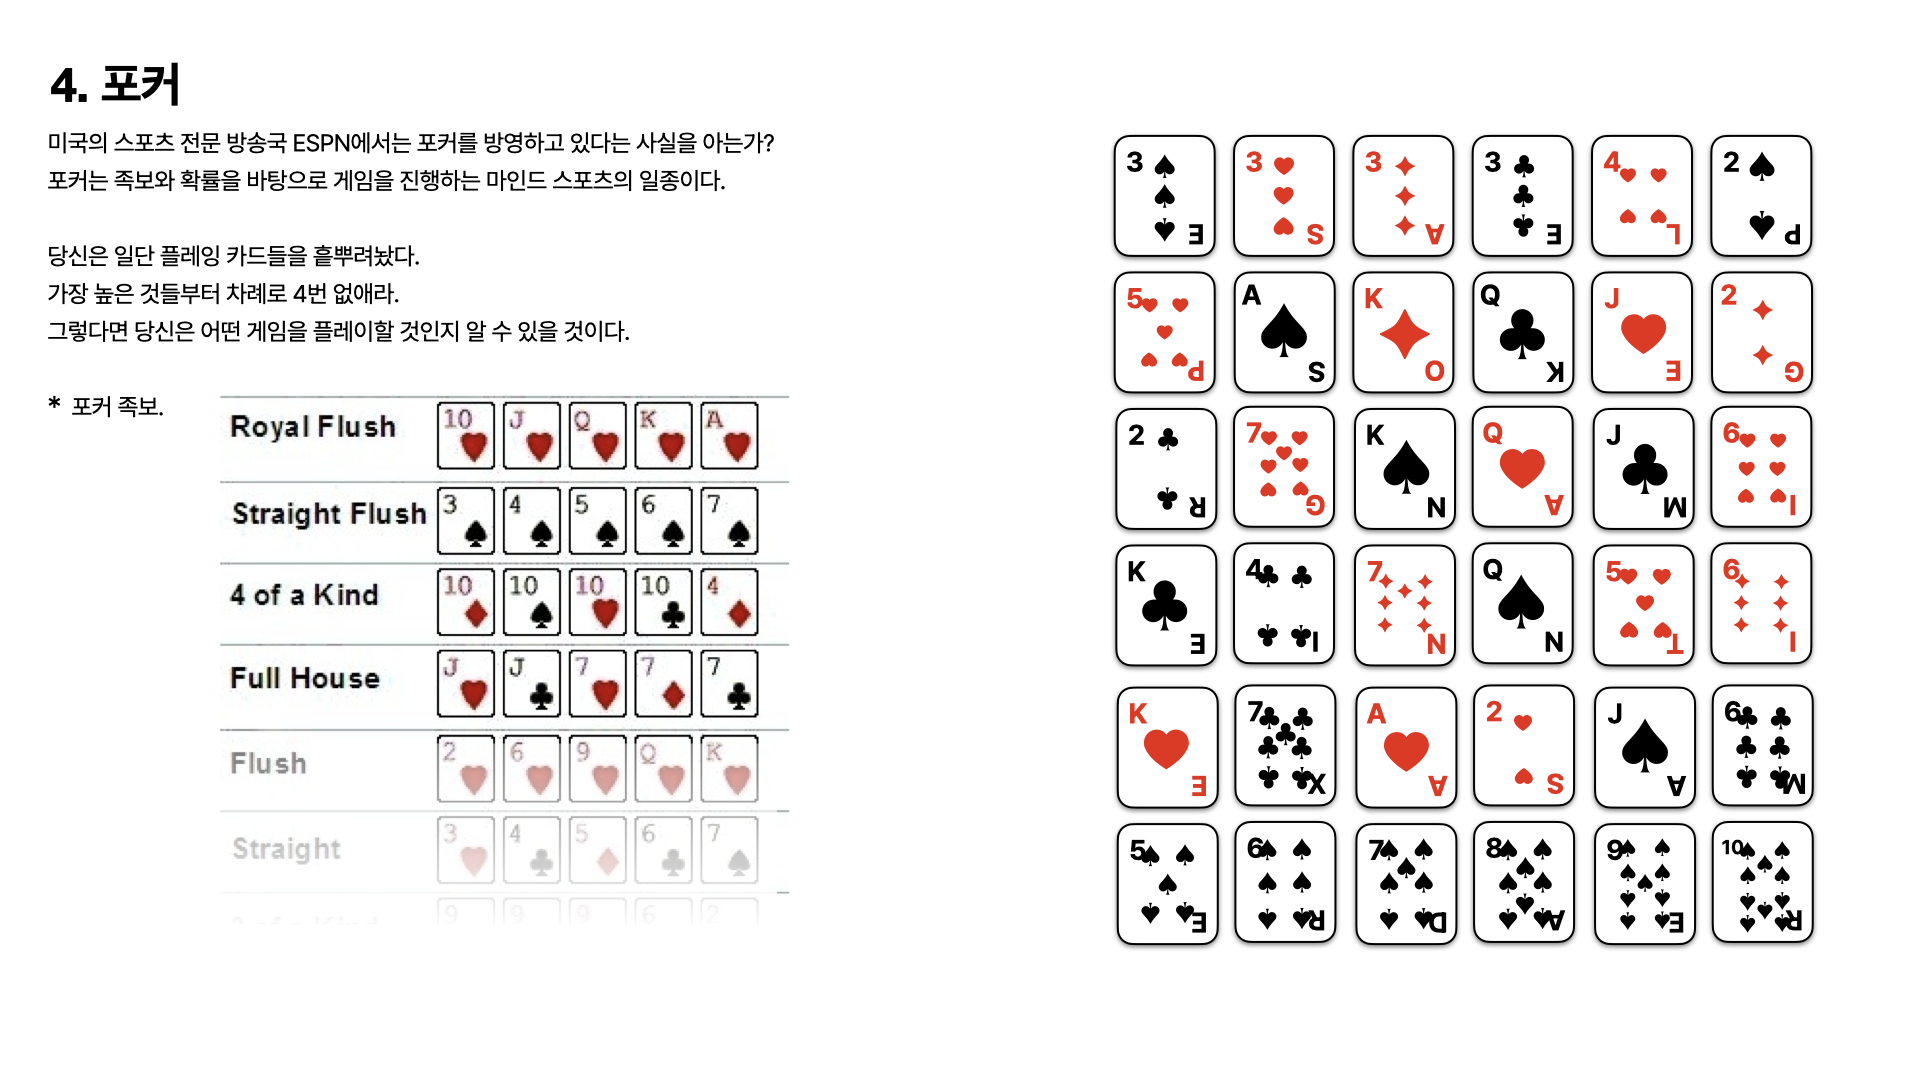 4. 포커
미국의 스포츠 전문 방송국 ESPN에서는 포커를 방영하고 있다는 사실을 아는가?
포커는 족보와 확률을 바탕으로 게임을 진행하는 마인드 스포츠의 일종이다.
당신은 일단 플레잉 카드들을 흩뿌려놨다.
가장 높은 것들부터 차례로 4번 없애라.
그렇다면 당신은 어떤 게임을 플레이할 것인지 알 수 있을 것이다.
* 포커 족보.
Royal Flush 10 J Q K A
Straight Flush 3 4 5 6 7
4 of a Kind 10 10 10 10 4
Full House J J 7 7 7
Flush 2 6 9 Q K
Straight 3 4 5 6 7
3 of a Kind 9 9 9 6 2
3 E 3 S 3 A 3 E 4 L 2 P
5 P A S K O Q K J E 2 G
2 R 7 G K N Q A J M 6 I
K E 4 I 7 N Q N 5 T 6 I
K E 7 X A A 2 S J A 6 M
5 E 6 R 7 D 8 A 9 E 10 R